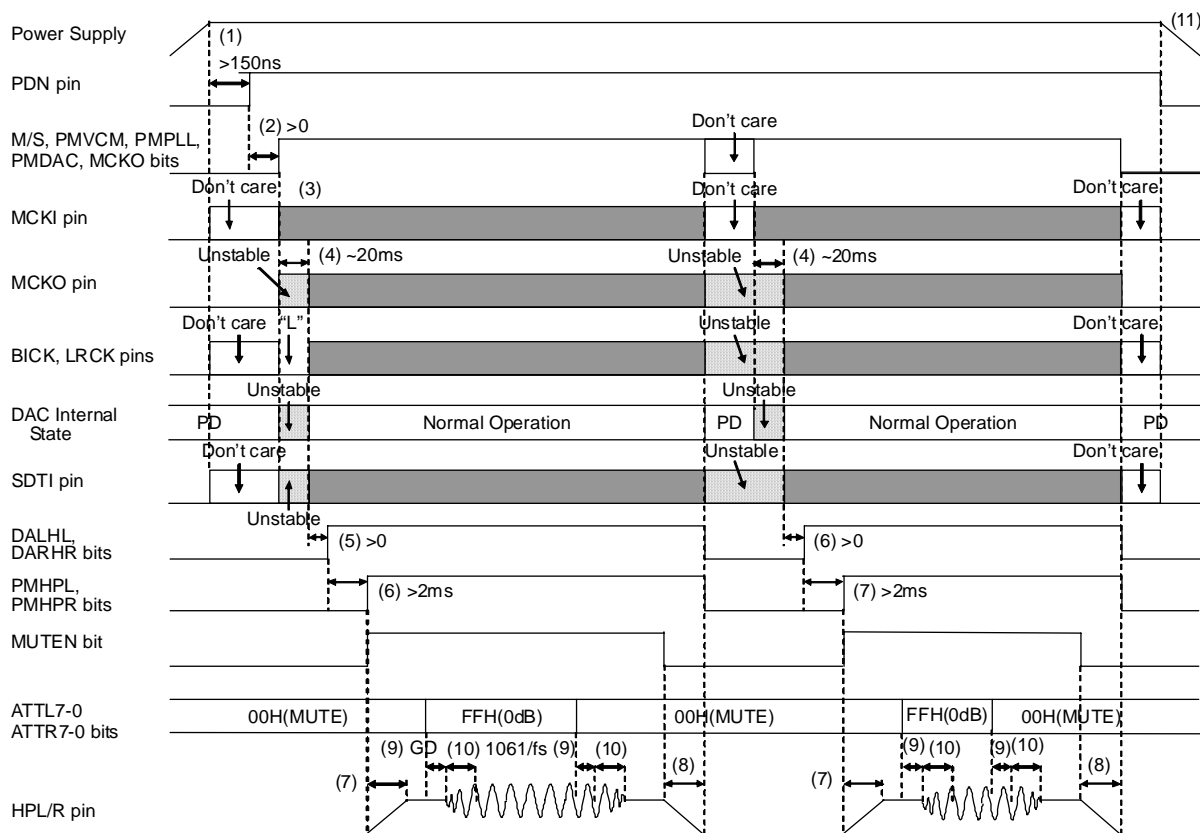 Power Supply
(1)
(11)
>150ns
PDN pin
(2) >0
Don't care
M/S, PMVCM, PMPLL,
PMDAC, MCKO bits
Don't care
(3)
Don't care
Don't care
MCKI pin
Unstable
(4) ~20ms
Unstable
(4) ~20ms
MCKO pin
Don't care
"L"
Unstable
Don't care
BICK, LRCK pins
Unstable
Unstable
DAC Internal
State
PD
Normal Operation
PD
Normal Operation
PD
Don't care
Unstable
Don't care
SDTI pin
Unstable
DALHL,
DARHR bits
(5) >0
(6) >0
PMHPL,
PMHPR bits
(6) >2ms
(7) >2ms
MUTEN bit
ATTL7-0
ATTR7-0 bits
00H(MUTE)
FFH(0dB)
00H(MUTE)
FFH(0dB)
00H(MUTE)
(9) GD
(10) 1061/fs
(9)
(10)
(9)
(10)
(9)
(10)
(7)
(8)
(7)
(8)
HPL/R pin